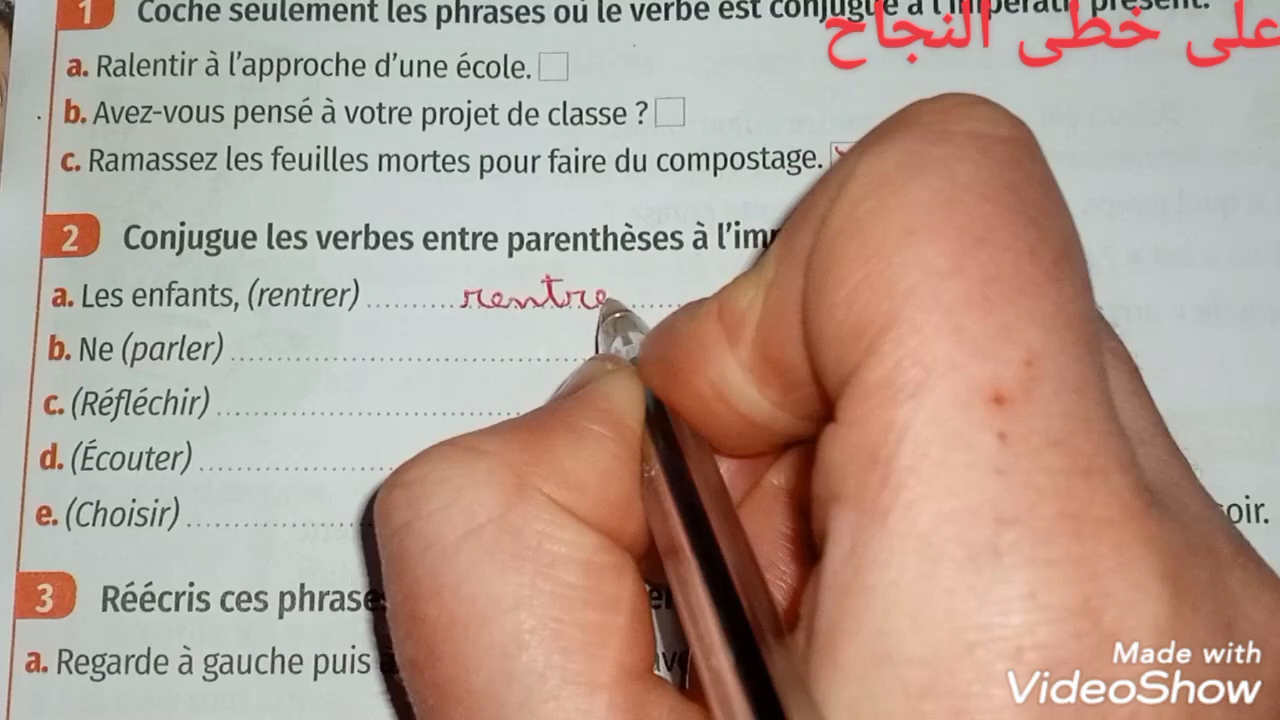 1 Coche seulement les phrases où le verbe est conjugué à l'impératif présent.
على خطى النجاح
a. Ralentir à l'approche d'une école.
b. Avez-vous pensé à votre projet de classe ?
c. Ramassez les feuilles mortes pour faire du compostage.
2 Conjugue les verbes entre parenthèses à
a. Les enfants, (rentrer) .......... rentre
b. Ne (parler) ..........
c. (Réfléchir) ..........
d. (Écouter) ..........
e. (Choisir) .......... oir.
3 Réécris ces
a. Regarde à gauche puis
Made with
VideoShow